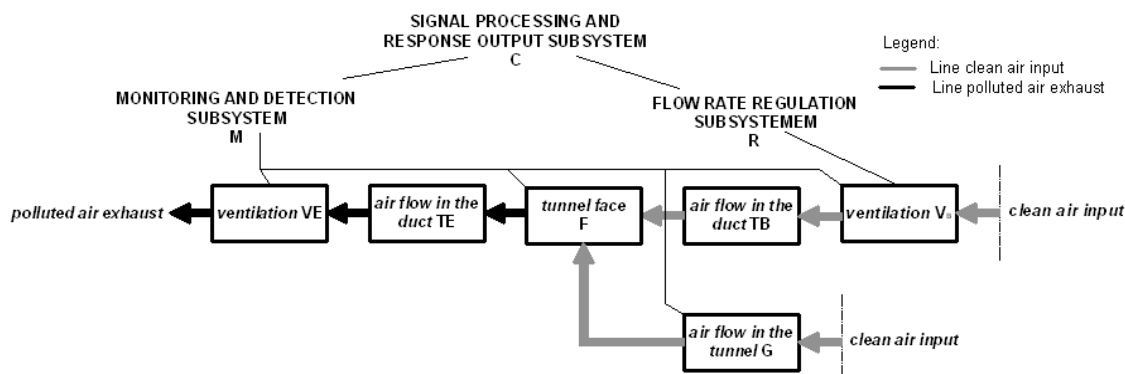 SIGNAL PROCESSING AND
RESPONSE OUTPUT SUBSYSTEM
C
Legend:
Line clean air input
Line polluted air exhaust
MONITORING AND DETECTION
SUBSYSTEM
M
FLOW RATE REGULATION
SUBSYSTEMEM
R
polluted air exhaust
ventilation VE
air flow in the
duct TE
tunnel face
F
air flow in the
duct TB
ventilation VB
clean air input
air flow in the
tunnel G
clean air input